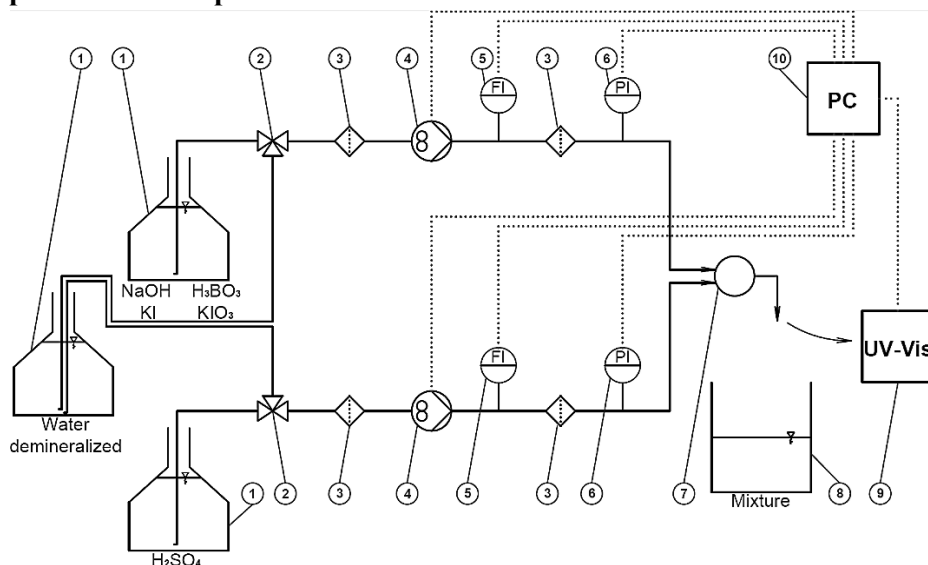 1 1 2 3 4 5 3 6 10
FI PI
PC
NaOH H₃BO₃
KI KIO₃
Water
demineralized
FI PI
UV-Vis
1 2 3 4 5 3 6 7 8 9
Mixture
H₂SO₄